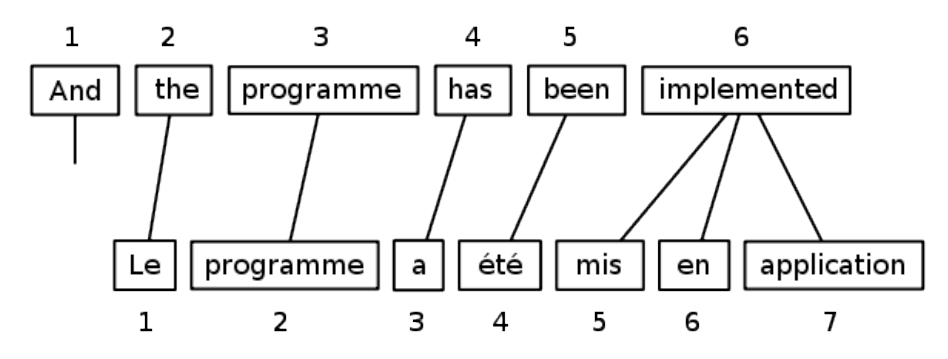 1 2 3 4 5 6
And the programme has been implemented
Le programme a été mis en application
1 2 3 4 5 6 7